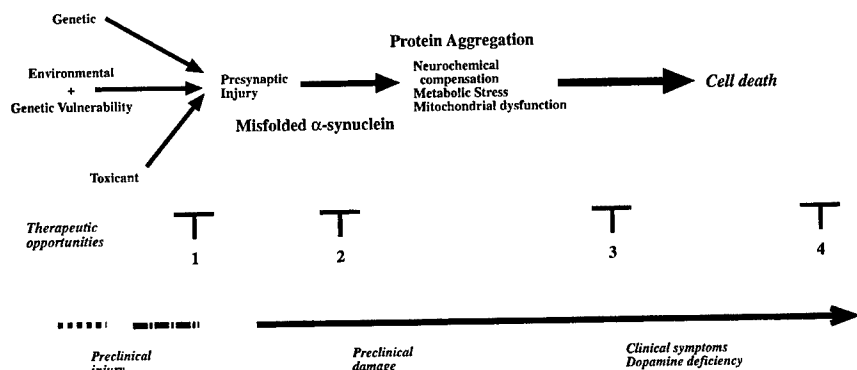 Genetic
Protein Aggregation
Environmental
+
Genetic Vulnerability
Presynaptic
Injury
Neurochemical
compensation
Metabolic Stress
Mitochondrial dysfunction
Cell death
Misfolded α-synuclein
Toxicant
Therapeutic
opportunities
1
2
3
4
Preclinical
injury
Preclinical
damage
Clinical symptoms
Dopamine deficiency